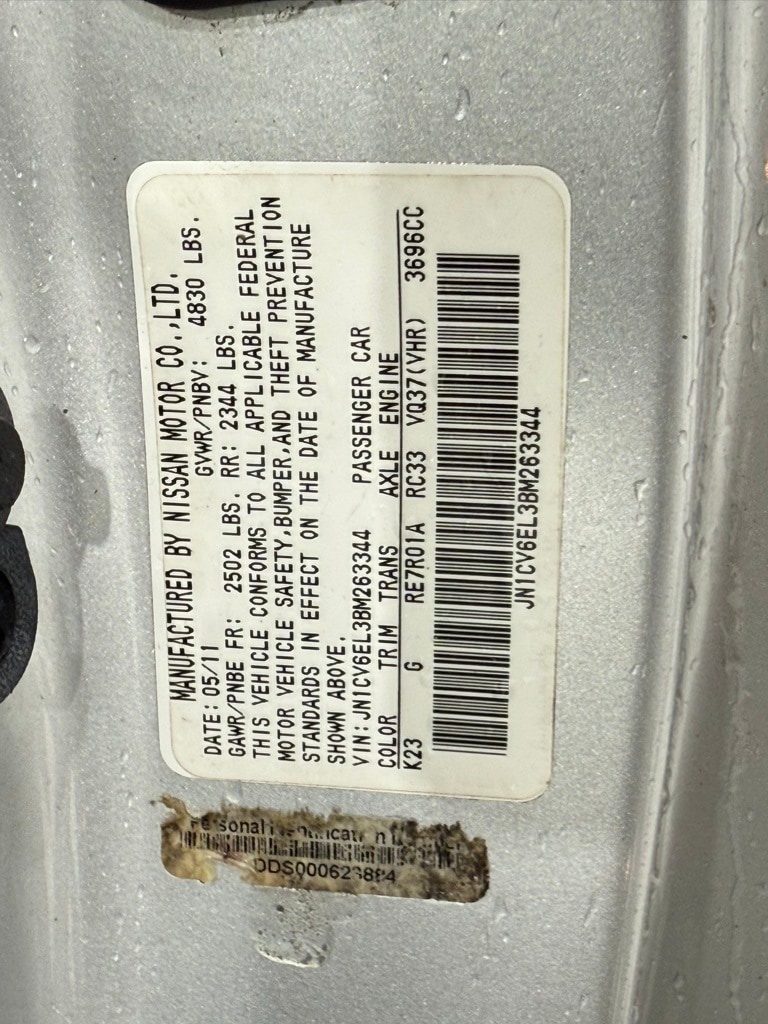 MANUFACTURED BY NISSAN MOTOR CO.,LTD.
DATE: 05/11 GVWR/PNBV: 4830 LBS.
GAWR/PNBE FR: 2502 LBS. RR: 2344 LBS.
THIS VEHICLE CONFORMS TO ALL APPLICABLE FEDERAL
MOTOR VEHICLE SAFETY,BUMPER,AND THEFT PREVENTION
STANDARDS IN EFFECT ON THE DATE OF MANUFACTURE
SHOWN ABOVE.
VIN: JN1CV6EL3BM263344 PASSENGER CAR
COLOR TRIM TRANS AXLE ENGINE
K23 G RE7R01A RC33 VQ37(VHR) 3696CC
JN1CV6EL3BM263344